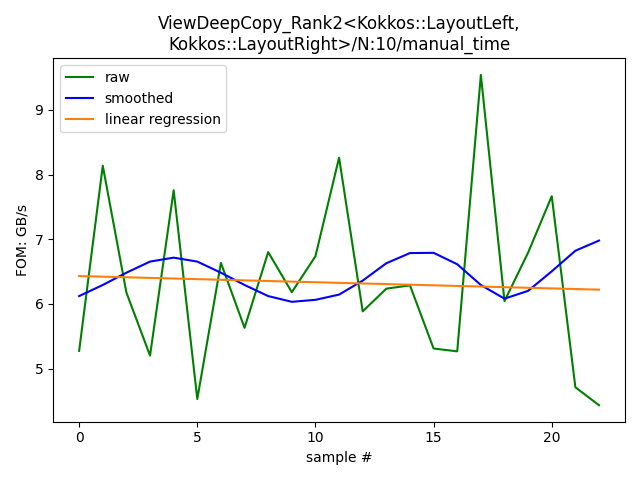 ViewDeepCopy_Rank2<Kokkos::LayoutLeft,
Kokkos::LayoutRight>/N:10/manual_time
raw
smoothed
linear regression
FOM: GB/s
9
8
7
6
5
0
5
10
15
20
sample #